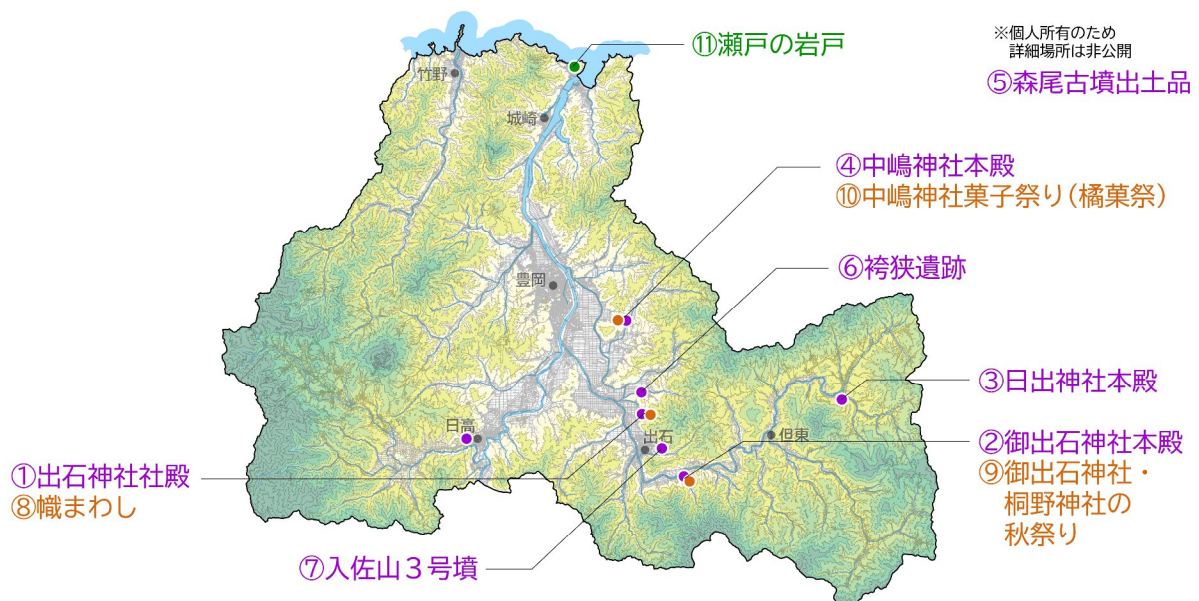 ⑪瀬戸の岩戸
※個人所有のため
詳細場所は非公開
⑤森尾古墳出土品
竹野
城崎
④中嶋神社本殿
⑩中嶋神社菓子祭り(橘菓祭)
⑥袴狭遺跡
豊岡
③日出神社本殿
日高
出石
但東
②御出石神社本殿
⑨御出石神社・
桐野神社の
秋祭り
①出石神社社殿
⑧幟まわし
⑦入佐山3号墳